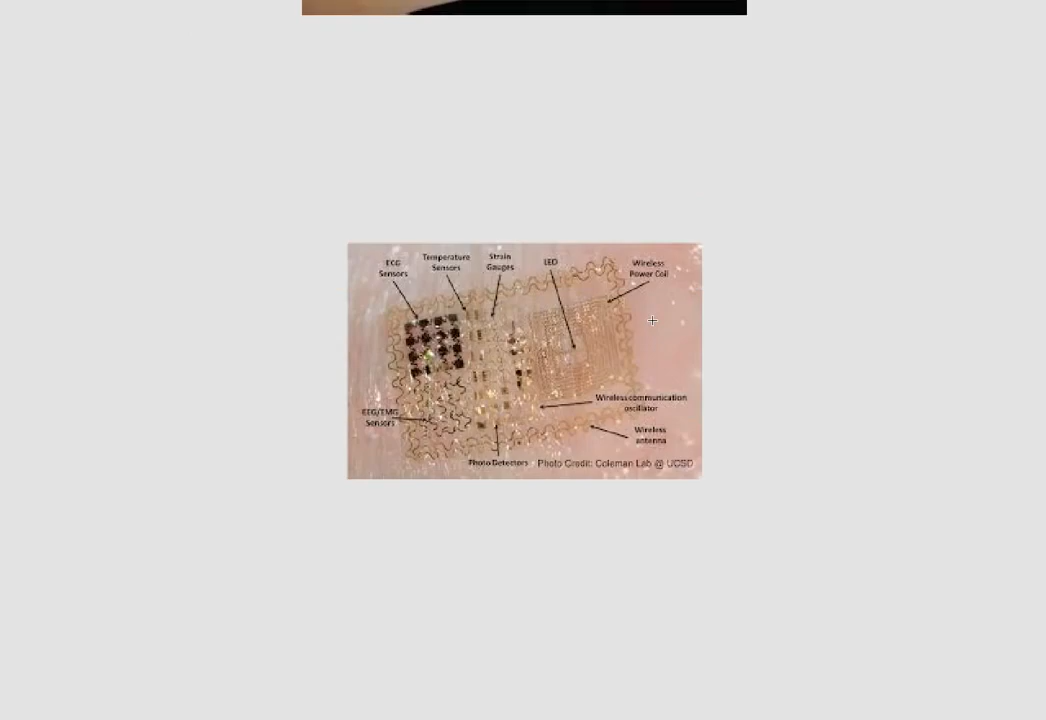 ECG
Sensors
Temperature
Sensors
Strain
Gauges
LED
Wireless
Power Coil
EEG/EMG
Sensors
Wireless communication
oscillator
Wireless
antenna
Photo Detectors
Photo Credit: Coleman Lab @ UCSD